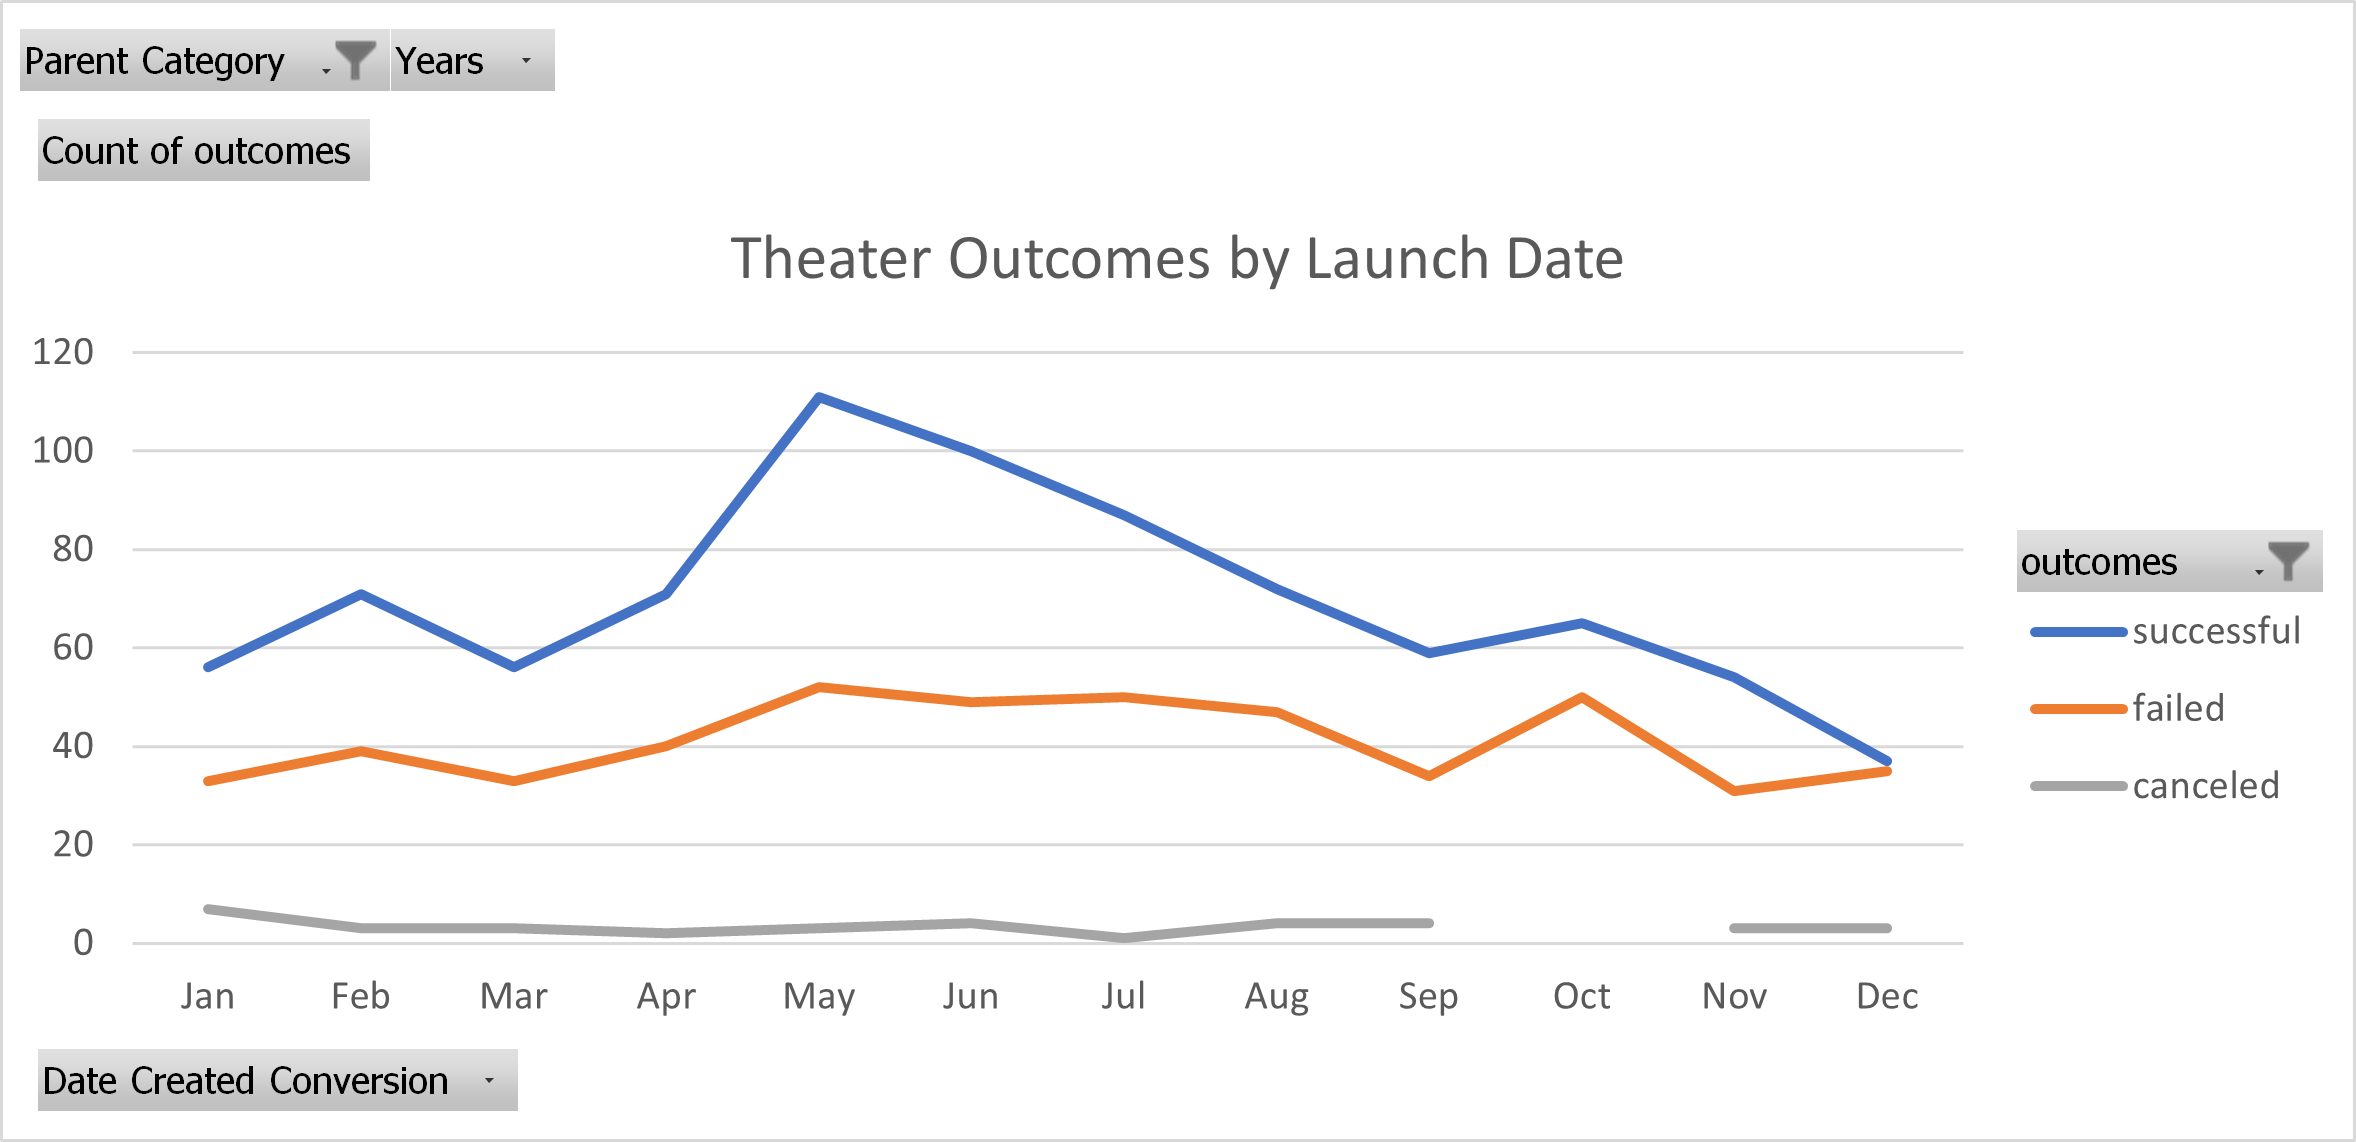 Parent Category Years
Count of outcomes
Theater Outcomes by Launch Date
120
100
80
60
40
20
0
Jan Feb Mar Apr May Jun Jul Aug Sep Oct Nov Dec
outcomes
successful
failed
canceled
Date Created Conversion